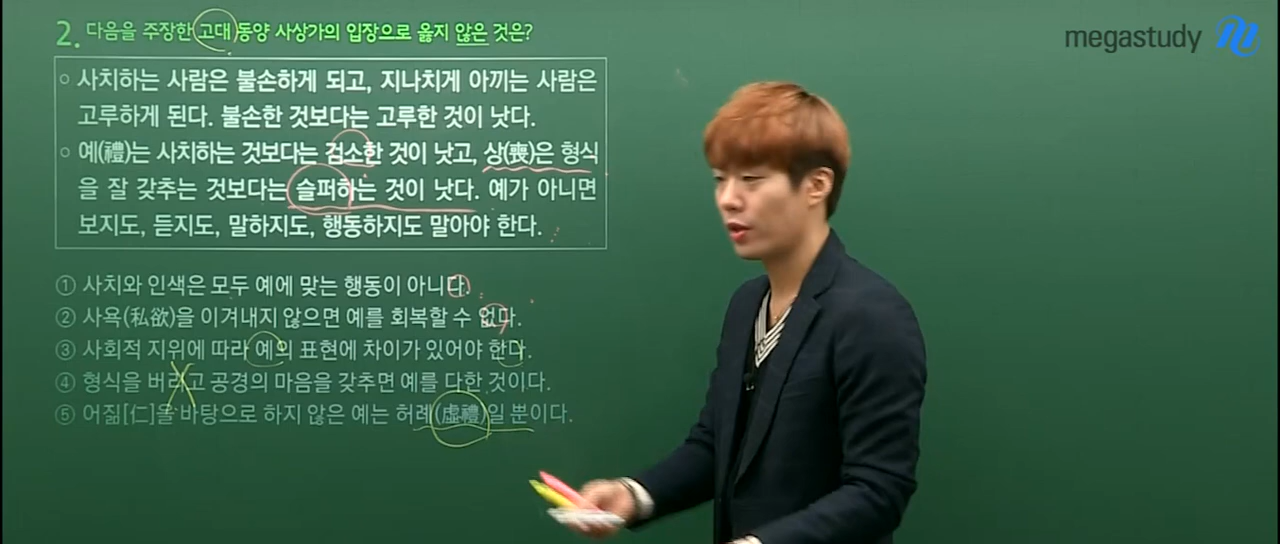 megastudy
2. 다음을 주장한 고대 동양 사상가의 입장으로 옳지 않은 것은?
○ 사치하는 사람은 불손하게 되고, 지나치게 아끼는 사람은
고루하게 된다. 불손한 것보다는 고루한 것이 낫다.
○ 예(禮)는 사치하는 것보다는 검소한 것이 낫고, 상(喪)은 형식
을 잘 갖추는 것보다는 슬퍼하는 것이 낫다. 예가 아니면
보지도, 듣지도, 말하지도, 행동하지도 말아야 한다.
① 사치와 인색은 모두 예에 맞는 행동이 아니다.
② 사욕(私欲)을 이겨내지 않으면 예를 회복할 수 없다.
③ 사회적 지위에 따라 예의 표현에 차이가 있어야 한다.
④ 형식을 버리고 공경의 마음을 갖추면 예를 다한 것이다.
⑤ 어짊[仁]을 바탕으로 하지 않은 예는 허례(虛禮)일 뿐이다.